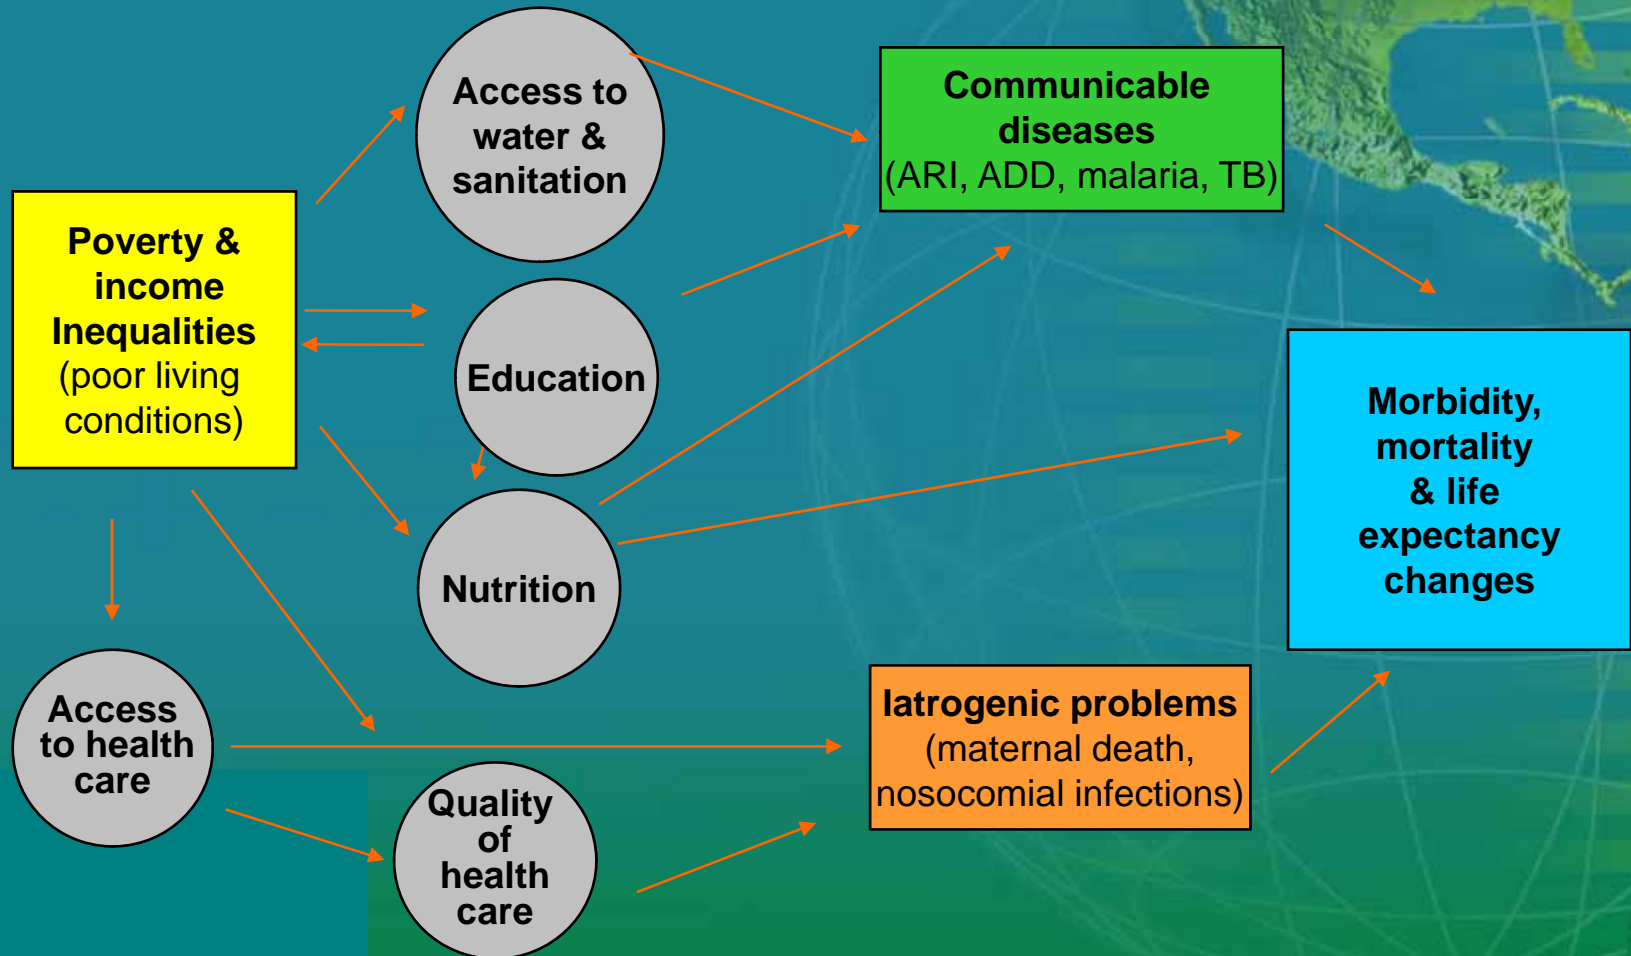 Access to
water &
sanitation
Communicable
diseases
(ARI, ADD, malaria, TB)
Poverty &
income
Inequalities
(poor living
conditions)
Education
Nutrition
Morbidity,
mortality
& life
expectancy
changes
Access
to health
care
Quality
of
health
care
Iatrogenic problems
(maternal death,
nosocomial infections)